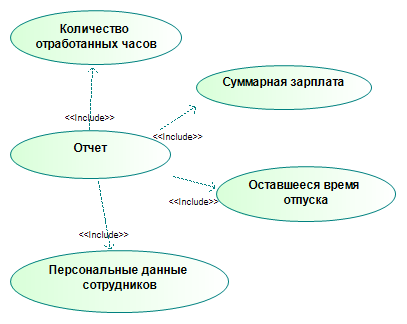 Количество
отработанных часов
Суммарная зарплата
<<Include>>
<<Include>>
Отчет
Оставшееся время
отпуска
<<Include>>
<<Include>>
Персональные данные
сотрудников